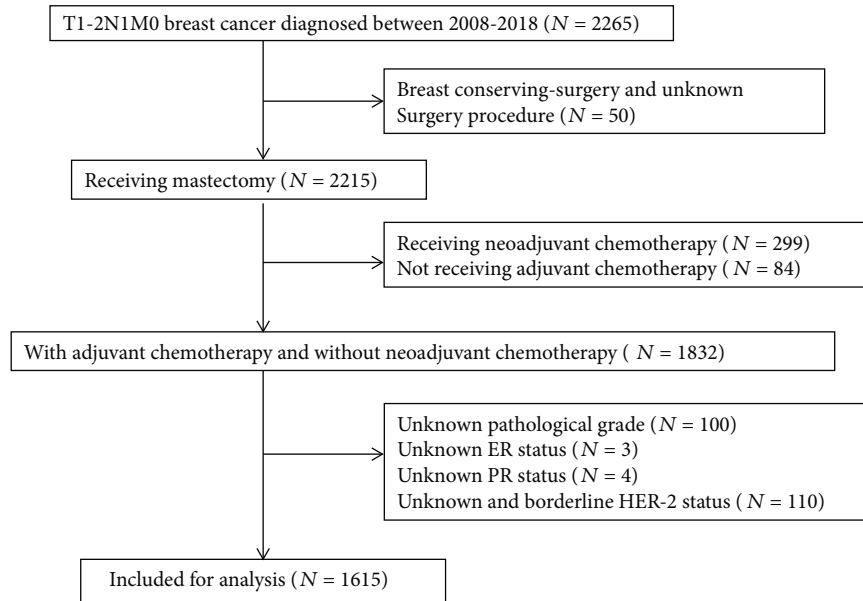 T1-2N1M0 breast cancer diagnosed between 2008-2018 (N = 2265)
Breast conserving-surgery and unknown
Surgery procedure (N = 50)
Receiving mastectomy (N = 2215)
Receiving neoadjuvant chemotherapy (N = 299)
Not receiving adjuvant chemotherapy (N = 84)
With adjuvant chemotherapy and without neoadjuvant chemotherapy ( N = 1832)
Unknown pathological grade (N = 100)
Unknown ER status (N = 3)
Unknown PR status (N = 4)
Unknown and borderline HER-2 status ( N = 110)
Included for analysis (N = 1615)